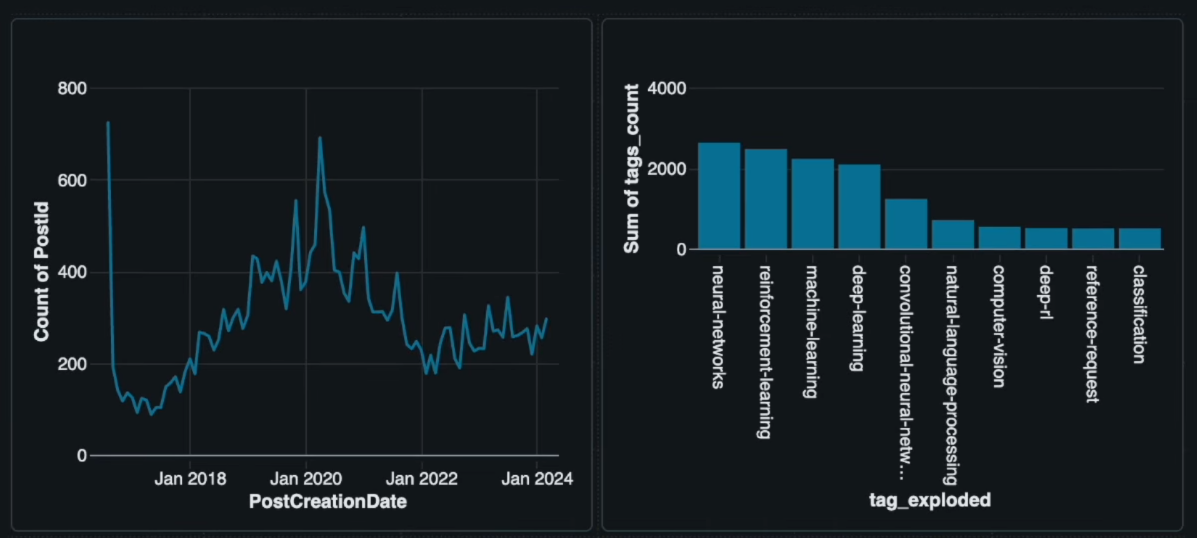 Count of PostId
800
600
400
200
0
Jan 2018
Jan 2020
Jan 2022
Jan 2024
PostCreationDate
Sum of tags_count
4000
2000
0
neural-networks
reinforcement-learning
machine-learning
deep-learning
convolutional-neural-netw...
natural-language-processing
computer-vision
deep-rl
reference-request
classification
tag_exploded